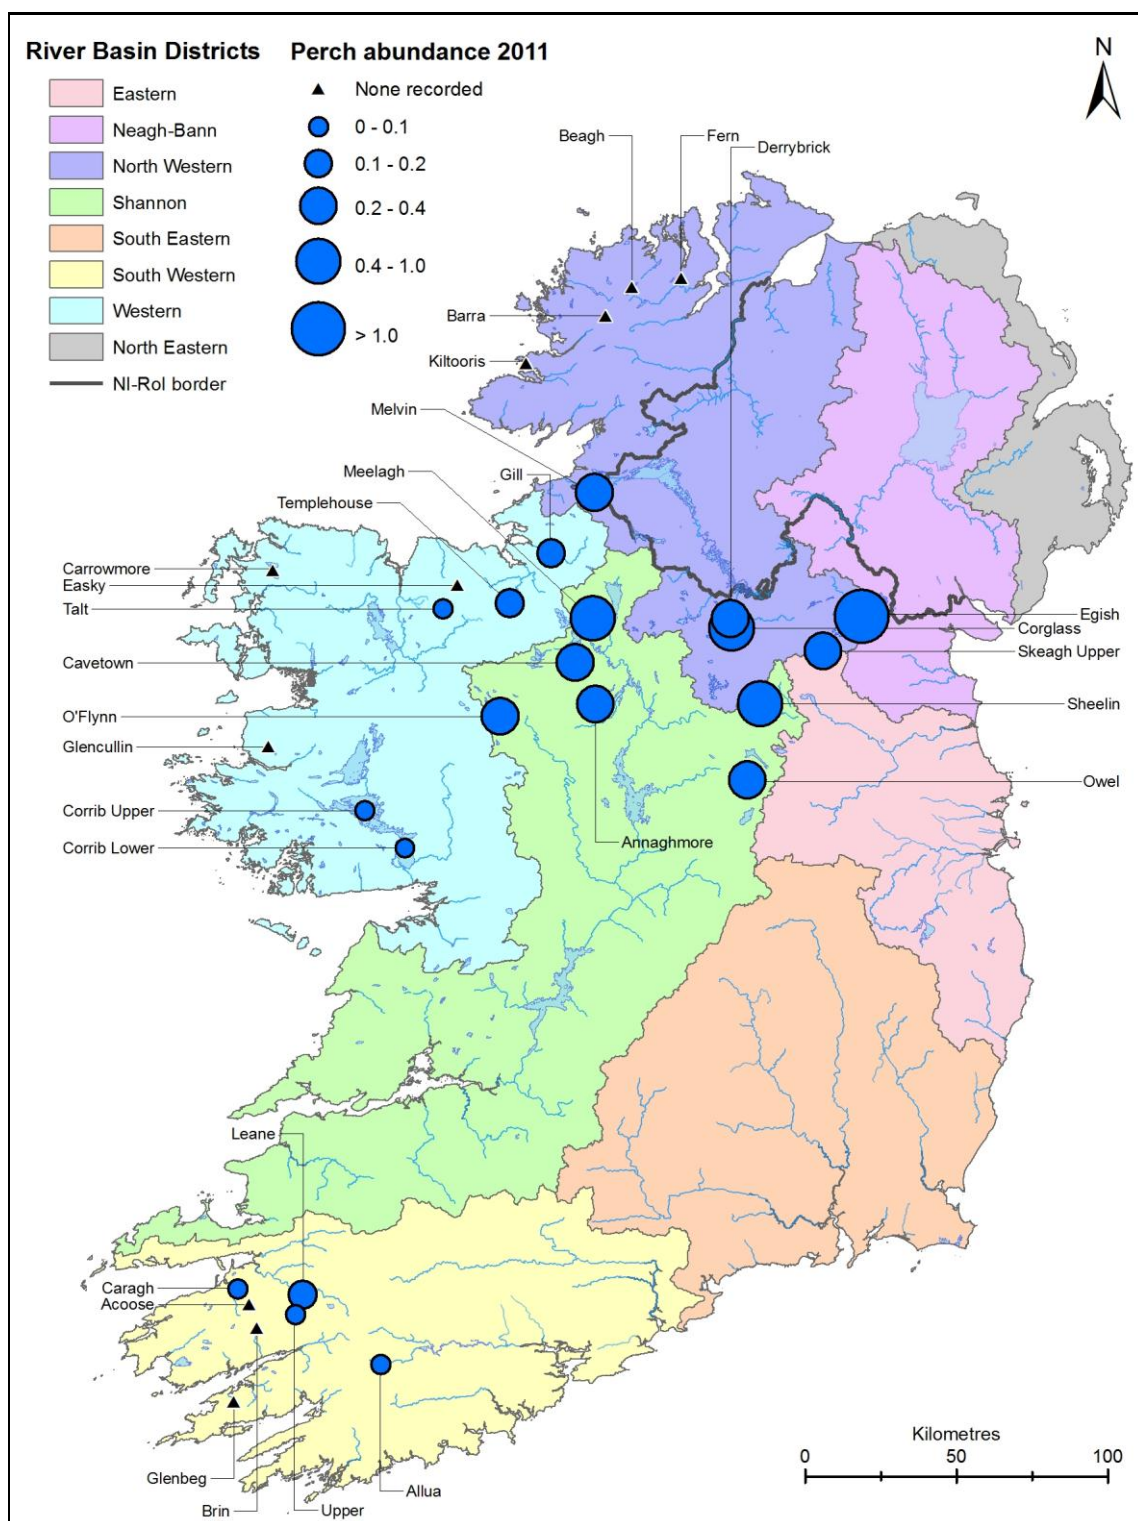 River Basin Districts
Eastern
Neagh-Bann
North Western
Shannon
South Eastern
South Western
Western
North Eastern
NI-RoI border
Perch abundance 2011
None recorded
0 - 0.1
0.1 - 0.2
0.2 - 0.4
0.4 - 1.0
> 1.0
N
Beagh
Fern
Derrybrick
Barra
Kiltooris
Melvin
Meelagh
Gill
Templehouse
Carrowmore
Easky
Talt
Egish
Corglass
Skeagh Upper
Cavetown
Sheelin
O'Flynn
Glencullin
Owel
Corrib Upper
Annaghmore
Corrib Lower
Leane
Caragh
Acoose
Glenbeg
Brin
Upper
Allua
Kilometres
0 50 100